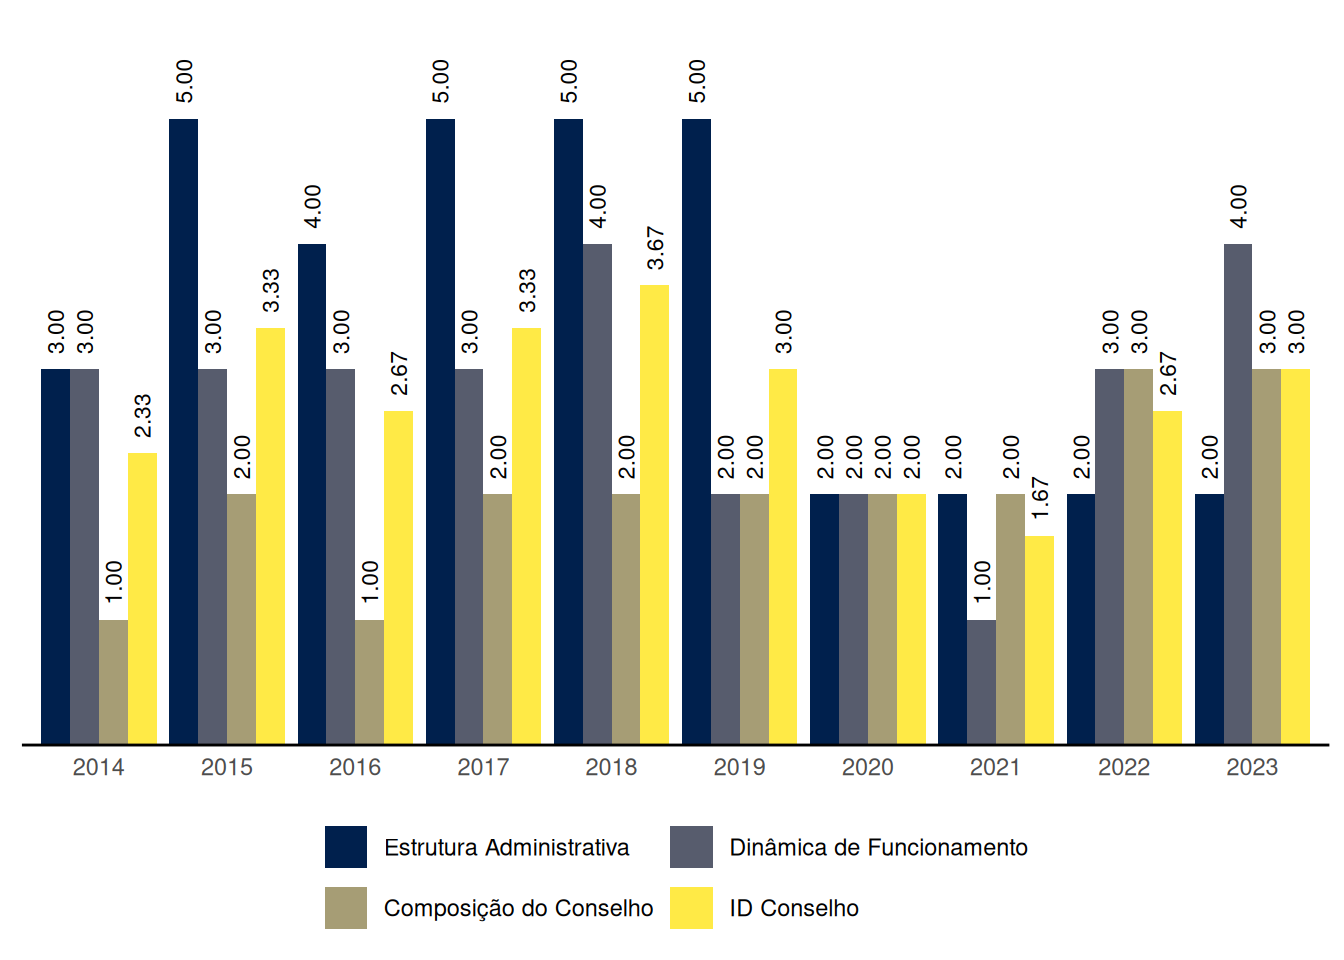 3.00 3.00 1.00 2.33
5.00 3.00 2.00 3.33
4.00 3.00 1.00 2.67
5.00 3.00 2.00 3.33
5.00 4.00 2.00 3.67
5.00 2.00 2.00 3.00
2.00 2.00 2.00 2.00
2.00 1.00 2.00 1.67
2.00 3.00 3.00 2.67
2.00 4.00 3.00 3.00
2014 2015 2016 2017 2018 2019 2020 2021 2022 2023
Estrutura Administrativa Dinâmica de Funcionamento
Composição do Conselho ID Conselho